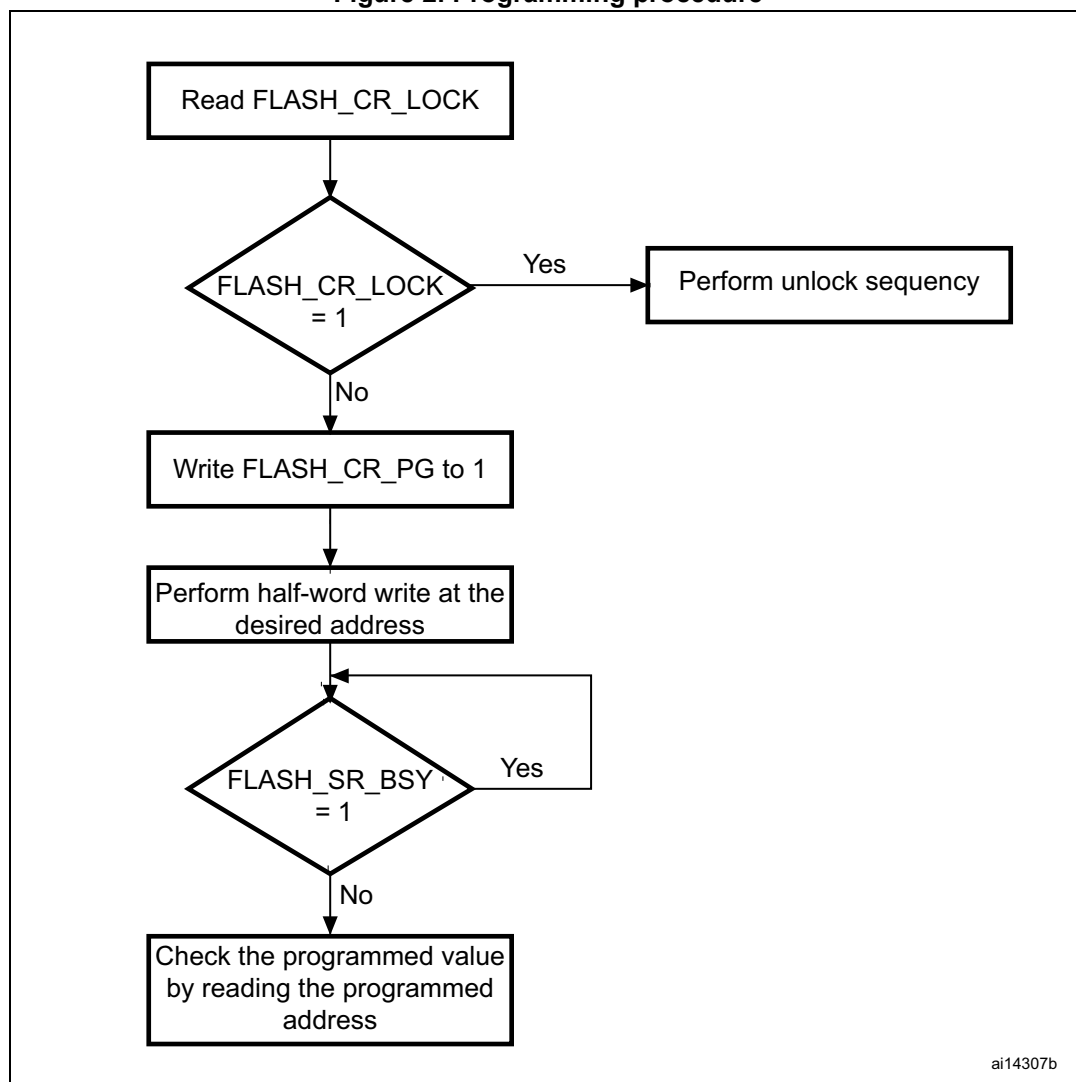 Figure 2. Programming procedure
Read FLASH_CR_LOCK
FLASH_CR_LOCK
= 1
Yes
Perform unlock sequency
No
Write FLASH_CR_PG to 1
Perform half-word write at the
desired address
FLASH_SR_BSY
= 1
Yes
No
Check the programmed value
by reading the programmed
address
ai14307b